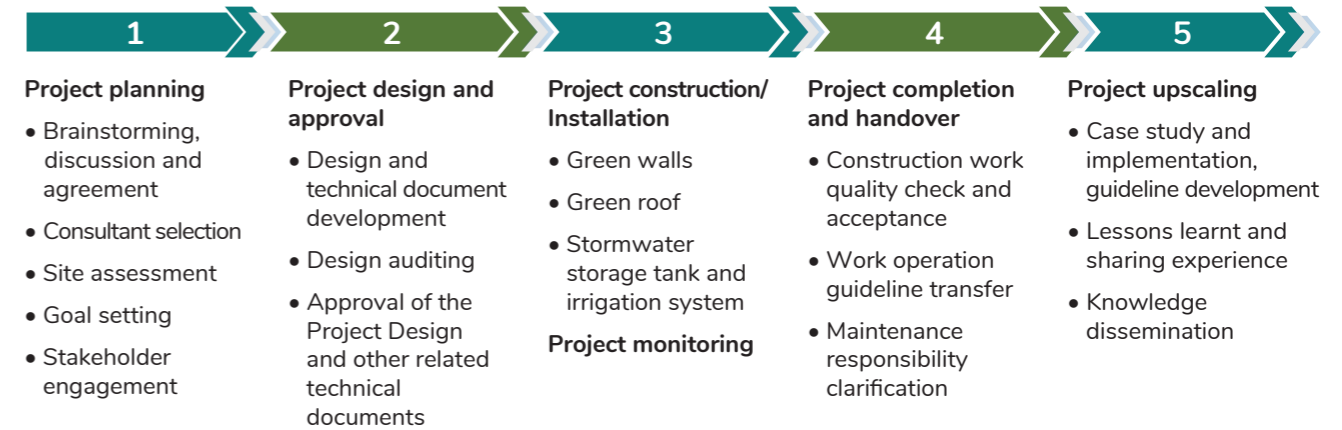 1
2
3
4
5
Project planning
• Brainstorming,
discussion and
agreement
• Consultant selection
• Site assessment
• Goal setting
• Stakeholder
engagement
Project design and
approval
• Design and
technical document
development
• Design auditing
• Approval of the
Project Design
and other related
technical
documents
Project construction/
Installation
• Green walls
• Green roof
• Stormwater
storage tank and
irrigation system
Project monitoring
Project completion
and handover
• Construction work
quality check and
acceptance
• Work operation
guideline transfer
• Maintenance
responsibility
clarification
Project upscaling
• Case study and
implementation,
guideline development
• Lessons learnt and
sharing experience
• Knowledge
dissemination